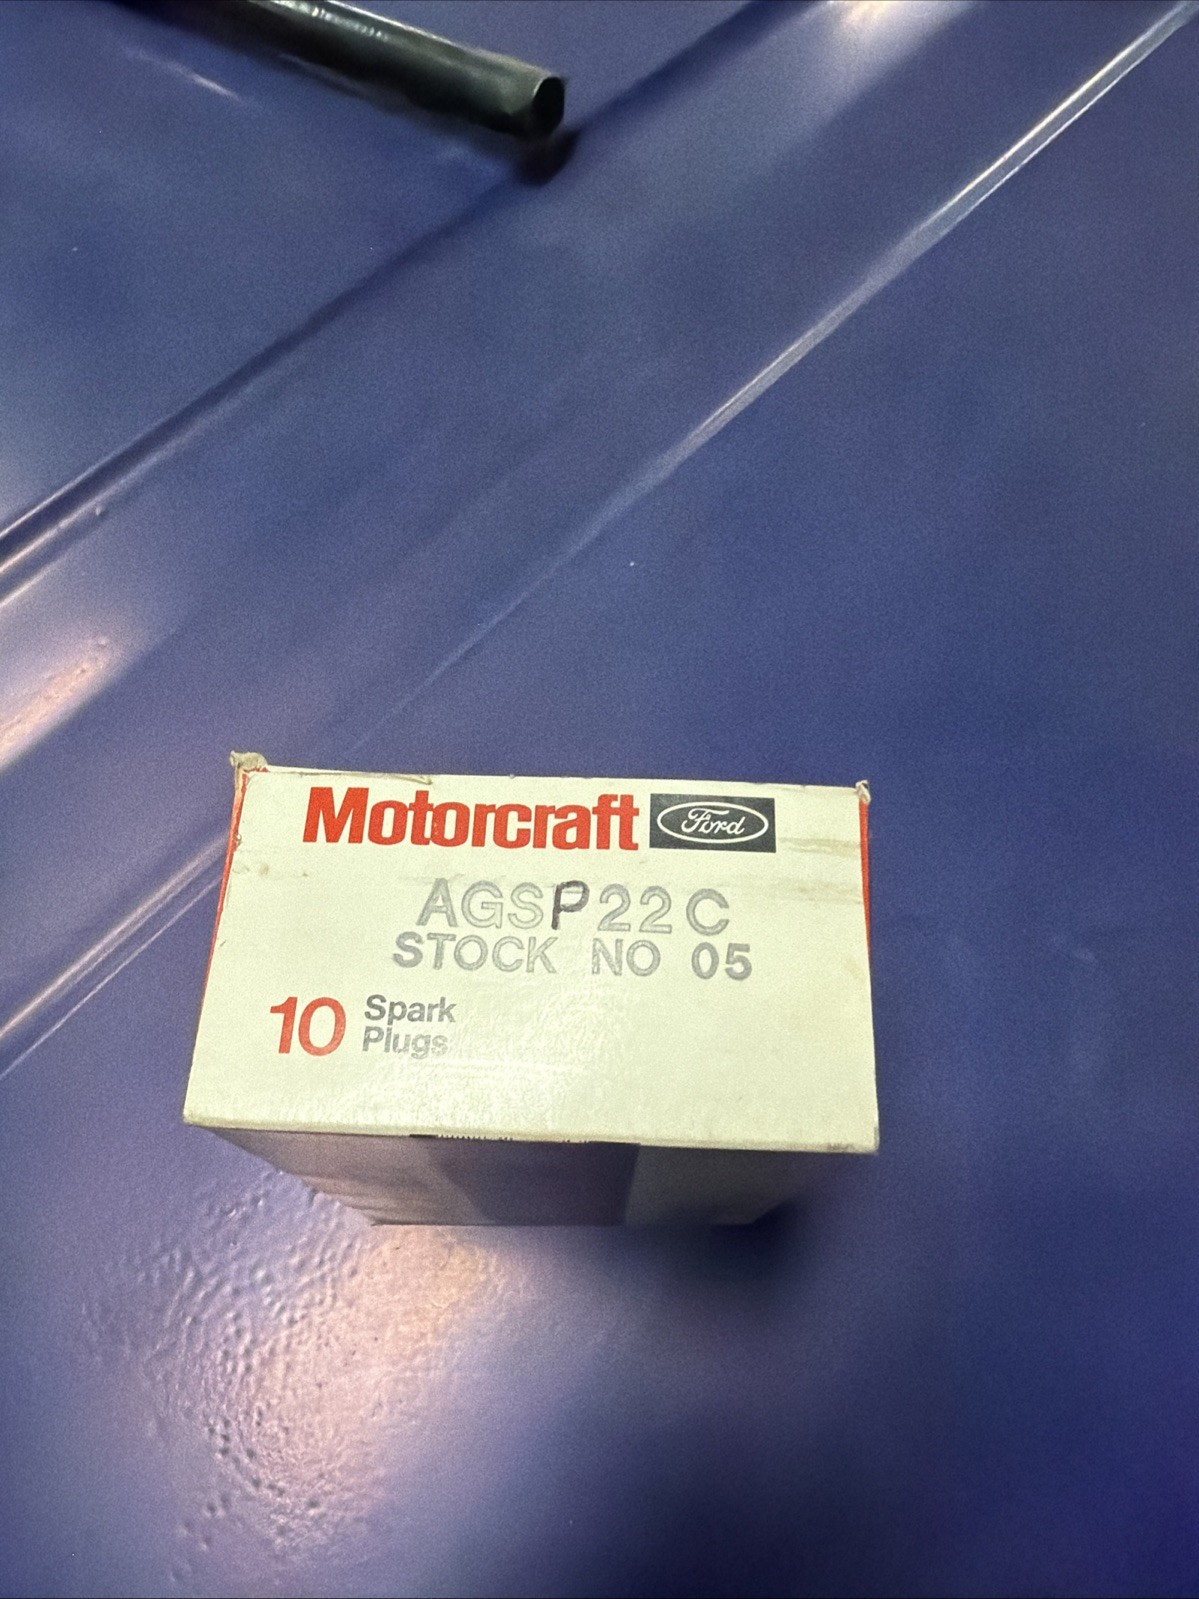 Motorcraft Ford
AGSP22C
STOCK NO 05
10 Spark
Plugs